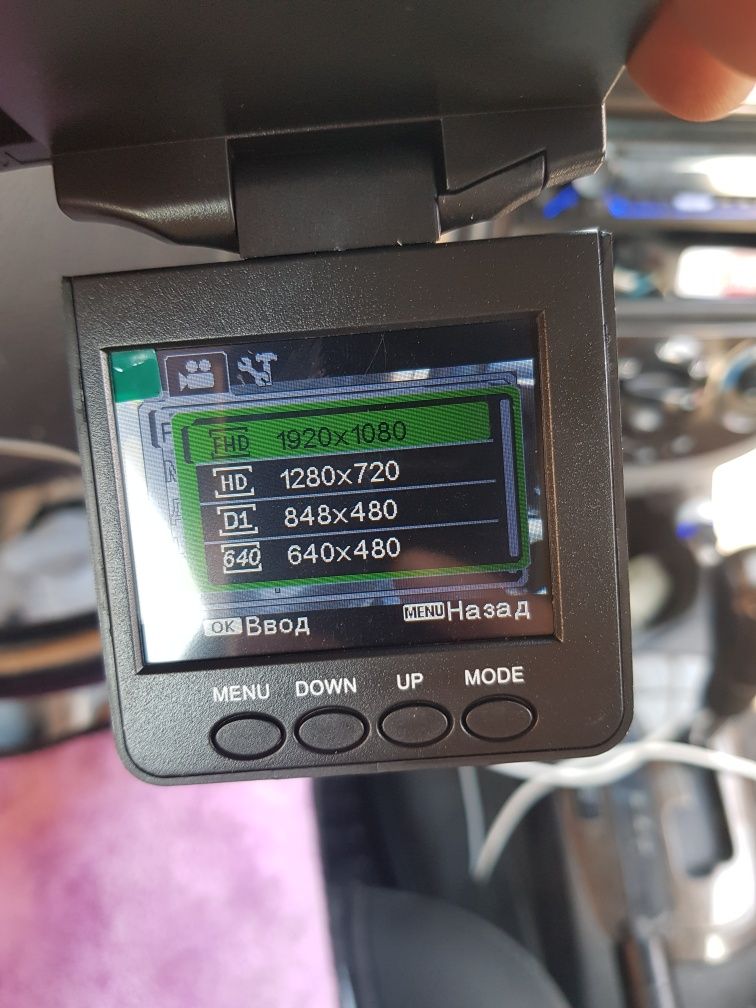 FHD 1920x1080
HD 1280x720
D1 848x480
640 640x480
OK Ввод MENU Назад
MENU DOWN UP MODE